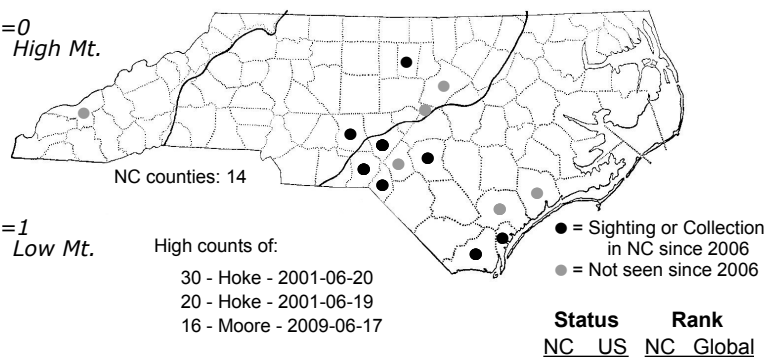 =0
High Mt.
NC counties: 14
=1
Low Mt.
High counts of:
30 - Hoke - 2001-06-20
20 - Hoke - 2001-06-19
16 - Moore - 2009-06-17
= Sighting or Collection
in NC since 2006
= Not seen since 2006
Status Rank
NC US NC Global